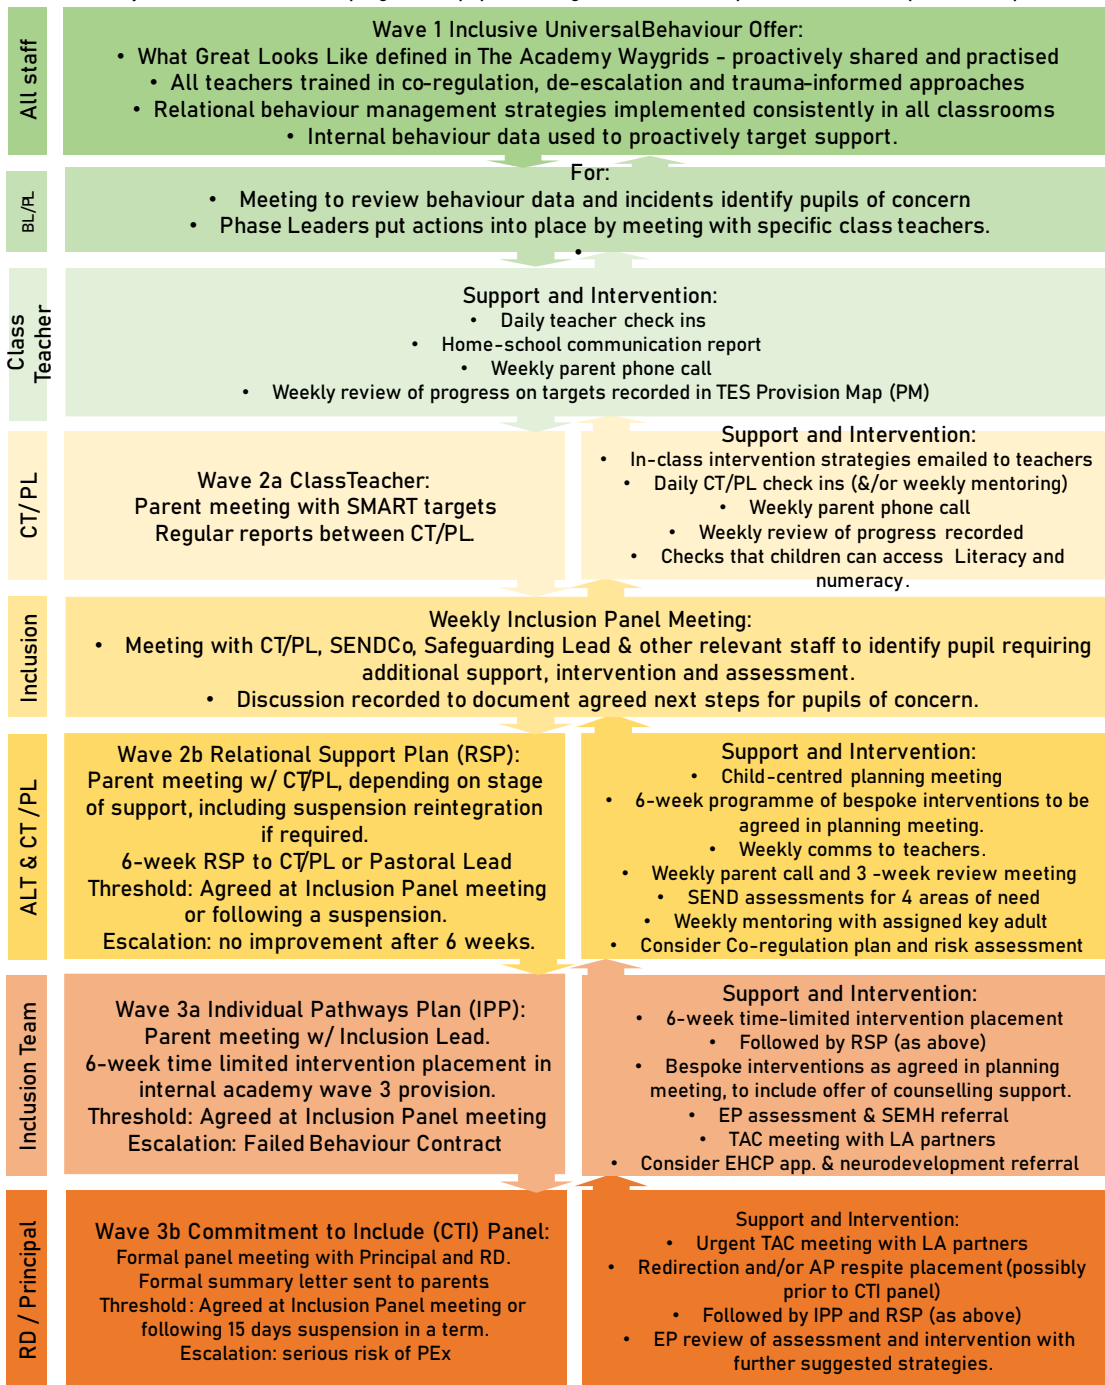 All staff
Wave 1 Inclusive UniversalBehaviour Offer:
• What Great Looks Like defined in The Academy Waygrids - proactively shared and practised
• All teachers trained in co-regulation, de-escalation and trauma-informed approaches
• Relational behaviour management strategies implemented consistently in all classrooms
• Internal behaviour data used to proactively target support.
BL/PL
For:
• Meeting to review behaviour data and incidents identify pupils of concern
• Phase Leaders put actions into place by meeting with specific class teachers.
•
Class
Teacher
Support and Intervention:
• Daily teacher check ins
• Home-school communication report
• Weekly parent phone call
• Weekly review of progress on targets recorded in TES Provision Map (PM)
CT/ PL
Wave 2a ClassTeacher:
Parent meeting with SMART targets
Regular reports between CT/PL.
Support and Intervention:
• In-class intervention strategies emailed to teachers
• Daily CT/PL check ins (&/or weekly mentoring)
• Weekly parent phone call
• Weekly review of progress recorded
• Checks that children can access Literacy and
numeracy.
Inclusion
Weekly Inclusion Panel Meeting:
• Meeting with CT/PL, SENDCo, Safeguarding Lead & other relevant staff to identify pupil requiring
additional support, intervention and assessment.
• Discussion recorded to document agreed next steps for pupils of concern.
ALT & CT /PL
Wave 2b Relational Support Plan (RSP):
Parent meeting w/ CT/PL, depending on stage
of support, including suspension reintegration
if required.
6-week RSP to CT/PL or Pastoral Lead
Threshold: Agreed at Inclusion Panel meeting
or following a suspension.
Escalation: no improvement after 6 weeks.
Support and Intervention:
• Child-centred planning meeting
• 6-week programme of bespoke interventions to be
agreed in planning meeting.
• Weekly comms to teachers.
• Weekly parent call and 3 -week review meeting
• SEND assessments for 4 areas of need
• Weekly mentoring with assigned key adult
• Consider Co-regulation plan and risk assessment
Inclusion Team
Wave 3a Individual Pathways Plan (IPP):
Parent meeting w/ Inclusion Lead.
6-week time limited intervention placement in
internal academy wave 3 provision.
Threshold: Agreed at Inclusion Panel meeting
Escalation: Failed Behaviour Contract
Support and Intervention:
• 6-week time-limited intervention placement
• Followed by RSP (as above)
• Bespoke interventions as agreed in planning
meeting, to include offer of counselling support.
• EP assessment & SEMH referral
• TAC meeting with LA partners
• Consider EHCP app. & neurodevelopment referral
RD / Principal
Wave 3b Commitment to Include (CTI) Panel:
Formal panel meeting with Principal and RD.
Formal summary letter sent to parents
Threshold: Agreed at Inclusion Panel meeting or
following 15 days suspension in a term.
Escalation: serious risk of PEx
Support and Intervention:
• Urgent TAC meeting with LA partners
• Redirection and/or AP respite placement (possibly
prior to CTI panel)
• Followed by IPP and RSP (as above)
• EP review of assessment and intervention with
further suggested strategies.